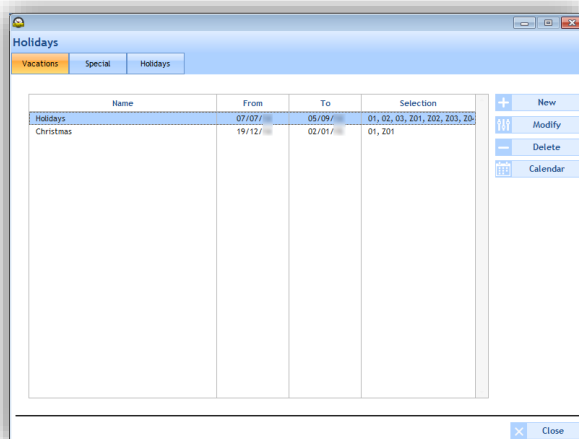 Holidays
Vacations Special Holidays
Name From To Selection
Holidays 07/07/ 05/09/ 01, 02, 03, Z01, Z02, Z03, Z0
Christmas 19/12/ 02/01/ 01, Z01
New
Modify
Delete
Calendar
Close